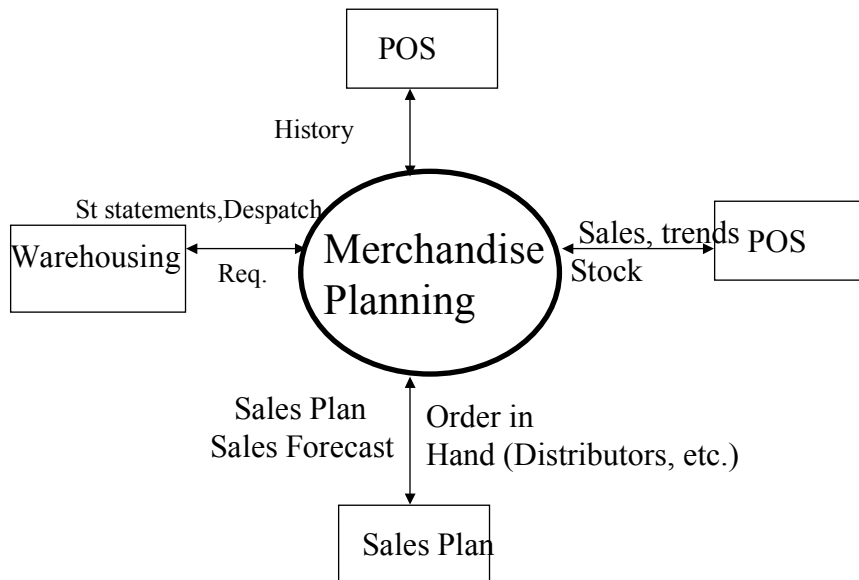 POS
History
St statements,Despatch
Warehousing
Req.
Merchandise
Planning
Sales, trends
Stock
POS
Sales Plan
Sales Forecast
Order in
Hand (Distributors, etc.)
Sales Plan